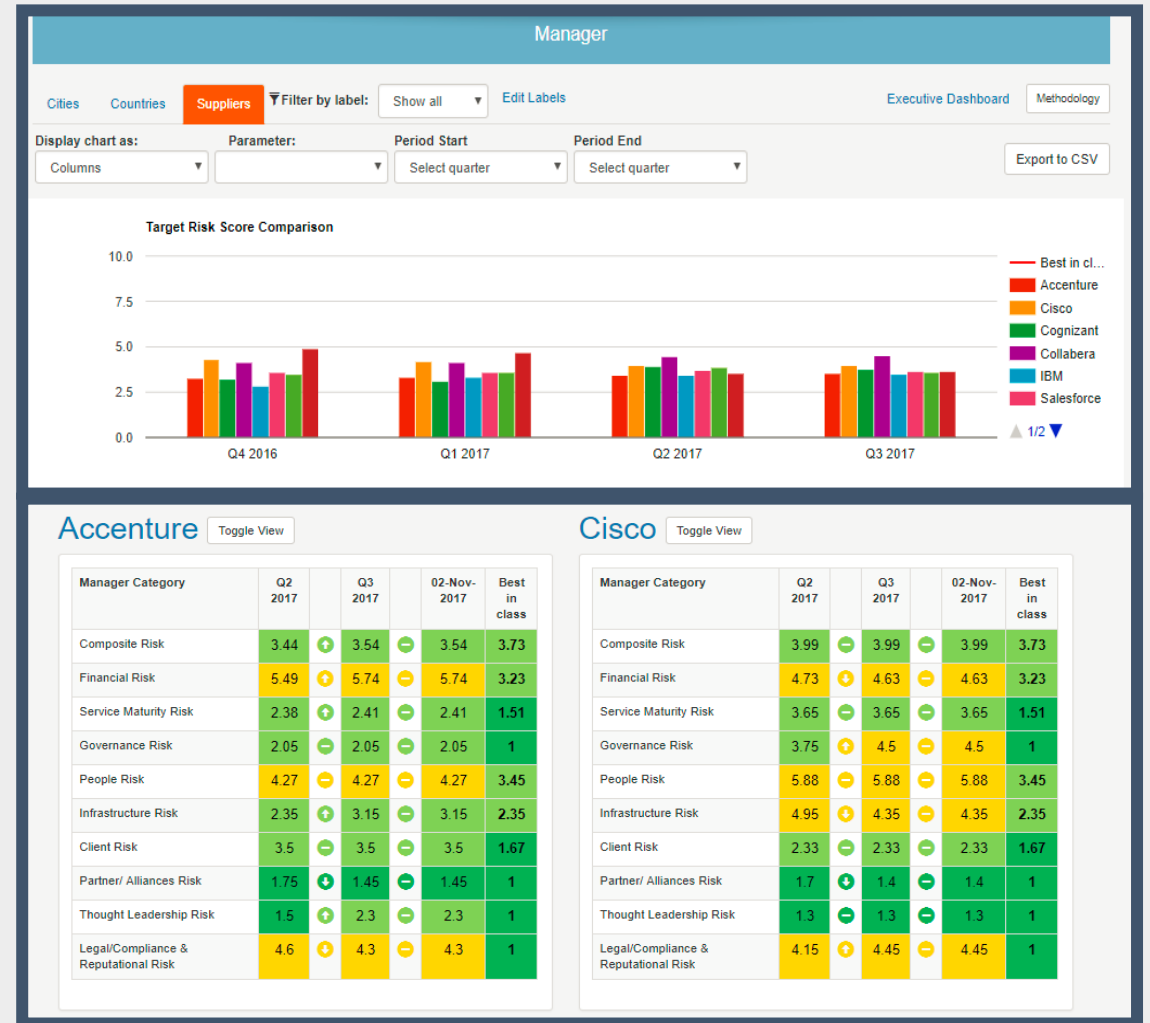 Manager
Cities Countries Suppliers Filter by label: Show all Edit Labels Executive Dashboard Methodology
Display chart as: Parameter: Period Start Period End
Columns Select quarter Select quarter Export to CSV
Target Risk Score Comparison
10.0
7.5
5.0
2.5
0.0
Q4 2016 Q1 2017 Q2 2017 Q3 2017
Best in cl...
Accenture
Cisco
Cognizant
Collabera
IBM
Salesforce
1/2
Accenture Toggle View
Manager Category Q2 2017 Q3 2017 02-Nov-2017 Best in class
Composite Risk 3.44 3.54 3.54 3.73
Financial Risk 5.49 5.74 5.74 3.23
Service Maturity Risk 2.38 2.41 2.41 1.51
Governance Risk 2.05 2.05 2.05 1
People Risk 4.27 4.27 4.27 3.45
Infrastructure Risk 2.35 3.15 3.15 2.35
Client Risk 3.5 3.5 3.5 1.67
Partner/ Alliances Risk 1.75 1.45 1.45 1
Thought Leadership Risk 1.5 2.3 2.3 1
Legal/Compliance &
Reputational Risk 4.6 4.3 4.3 1
Cisco Toggle View
Manager Category Q2 2017 Q3 2017 02-Nov-2017 Best in class
Composite Risk 3.99 3.99 3.99 3.73
Financial Risk 4.73 4.63 4.63 3.23
Service Maturity Risk 3.65 3.65 3.65 1.51
Governance Risk 3.75 4.5 4.5 1
People Risk 5.88 5.88 5.88 3.45
Infrastructure Risk 4.95 4.35 4.35 2.35
Client Risk 2.33 2.33 2.33 1.67
Partner/ Alliances Risk 1.7 1.4 1.4 1
Thought Leadership Risk 1.3 1.3 1.3 1
Legal/Compliance &
Reputational Risk 4.15 4.45 4.45 1